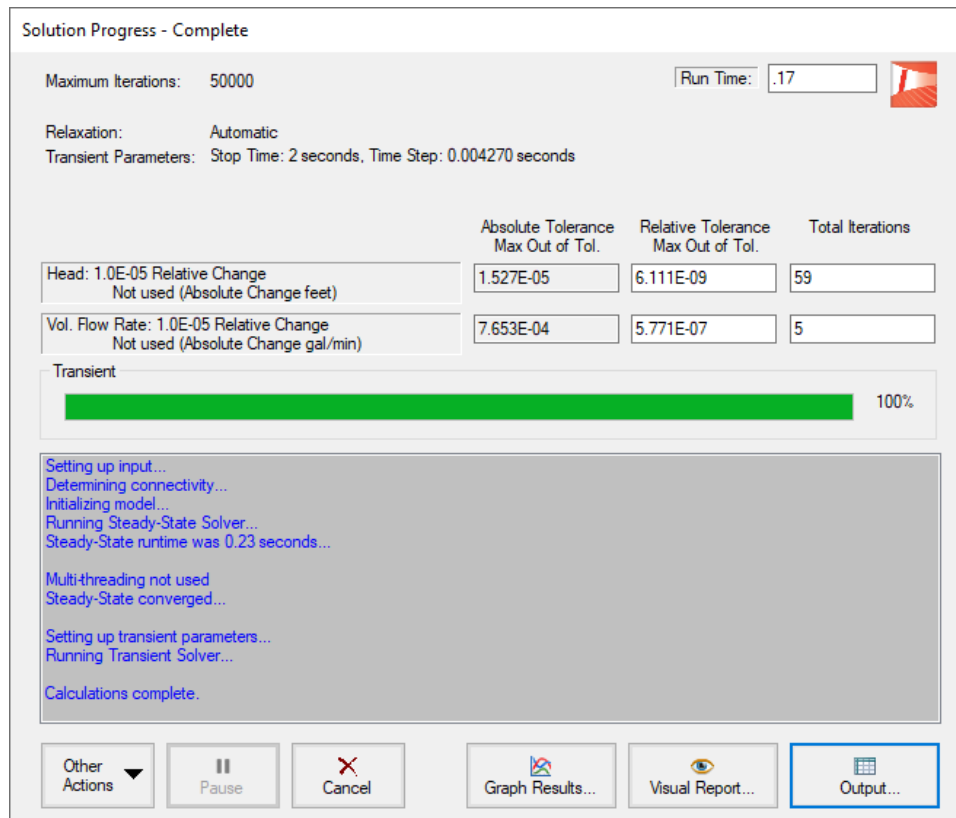 Solution Progress - Complete
Maximum Iterations: 50000
Run Time: .17
Relaxation: Automatic
Transient Parameters: Stop Time: 2 seconds, Time Step: 0.004270 seconds
Absolute Tolerance Relative Tolerance Total Iterations
Max Out of Tol. Max Out of Tol.
Head: 1.0E-05 Relative Change 1.527E-05 6.111E-09 59
Not used (Absolute Change feet)
Vol. Flow Rate: 1.0E-05 Relative Change 7.653E-04 5.771E-07 5
Not used (Absolute Change gal/min)
Transient
100%
Setting up input...
Determining connectivity...
Initializing model...
Running Steady-State Solver...
Steady-State runtime was 0.23 seconds...
Multi-threading not used
Steady-State converged...
Setting up transient parameters...
Running Transient Solver...
Calculations complete.
Other Actions Pause Cancel Graph Results... Visual Report... Output...